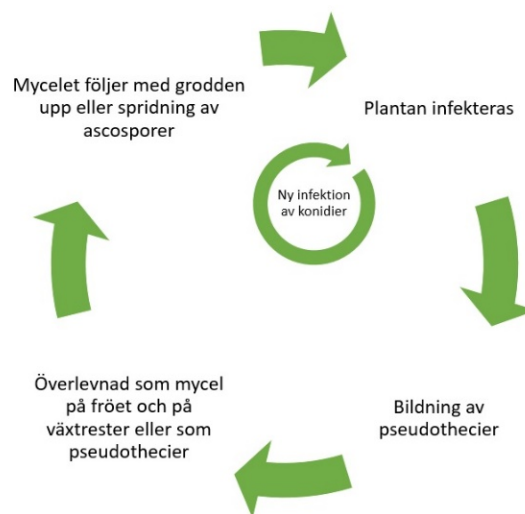 Mycelet följer med grodden
upp eller spridning av
ascosporer
Plantan infekteras
Ny infektion
av konidier
Bildning av
pseudothecier
Överlevnad som mycel
på fröet och på
växtrester eller som
pseudothecier